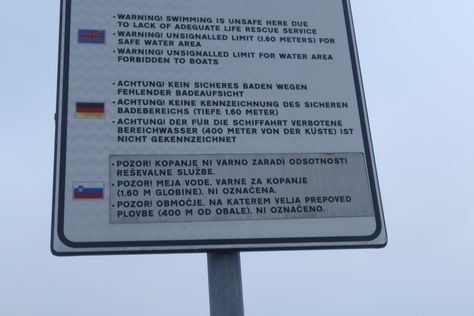 • WARNING! SWIMMING IS UNSAFE HERE DUE
TO LACK OF ADEGUATE LIFE RESCUE SERVICE
• WARNING! UNSIGNALLED LIMIT (1.60 METERS) FOR
SAFE WATER AREA
• WARNING! UNSIGNALLED LIMIT FOR WATER AREA
FORBIDDEN TO BOATS
• ACHTUNG! KEIN SICHERES BADEN WEGEN
FEHLENDER BADEAUFSICHT
• ACHTUNG! KEINE KENNZEICHNUNG DES SICHEREN
BADEBEREICHS (TIEFE 1.60 METER)
• ACHTUNG! DER FÜR DIE SCHIFFAHRT VERBOTENE
BEREICHWASSER (400 METER VON DER KÜSTE) IST
NICHT GEKENNZEICHNET
• POZOR! KOPANJE NI VARNO ZARADI ODSOTNOSTI
REŠEVALNE SLUŽBE.
• POZOR! MEJA VODE, VARNE ZA KOPANJE
(1.60 M GLOBINE), NI OZNAČENA.
• POZOR! OBMOČJE, NA KATEREM VELJA PREPOVED
PLOVBE (400 M OD OBALE), NI OZNAČENO.